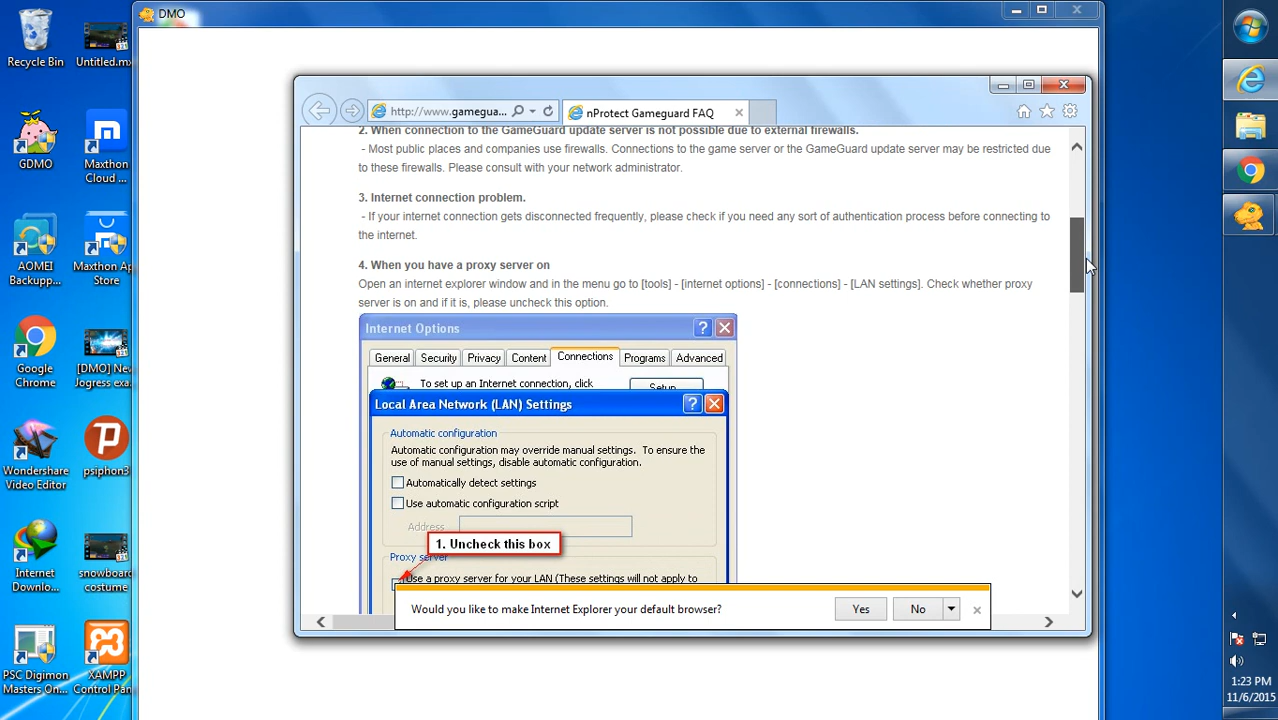 DMO
Recycle Bin
Untitled.mx
GDMO
Maxthon
Cloud ...
AOMEI
Backupp...
Maxthon Ap
Store
Google
Chrome
[DMO] Nev
Jogress exa.
Wondershare
Video Editor
psiphon3
Internet
Downlo...
snowboard
costume
PSC Digimon
Masters On...
XAMPP
Control Pan
http://www.gamegua...
nProtect Gameguard FAQ
2. When connection to the GameGuard update server is not possible due to external firewalls.
- Most public places and companies use firewalls. Connections to the game server or the GameGuard update server may be restricted due
to these firewalls. Please consult with your network administrator.
3. Internet connection problem.
- If your internet connection gets disconnected frequently, please check if you need any sort of authentication process before connecting to
the internet.
4. When you have a proxy server on
Open an internet explorer window and in the menu go to [tools] - [internet options] - [connections] - [LAN settings]. Check whether proxy
server is on and if it is, please uncheck this option.
Internet Options
General Security Privacy Content Connections Programs Advanced
To set up an Internet connection, click
Setup
Local Area Network (LAN) Settings
Automatic configuration
Automatic configuration may override manual settings. To ensure the
use of manual settings, disable automatic configuration.
Automatically detect settings
Use automatic configuration script
Address
1. Uncheck this box
Proxy server
Use a proxy server for your LAN (These settings will not apply to
Would you like to make Internet Explorer your default browser?
Yes
No
1:23 PM
11/6/2015